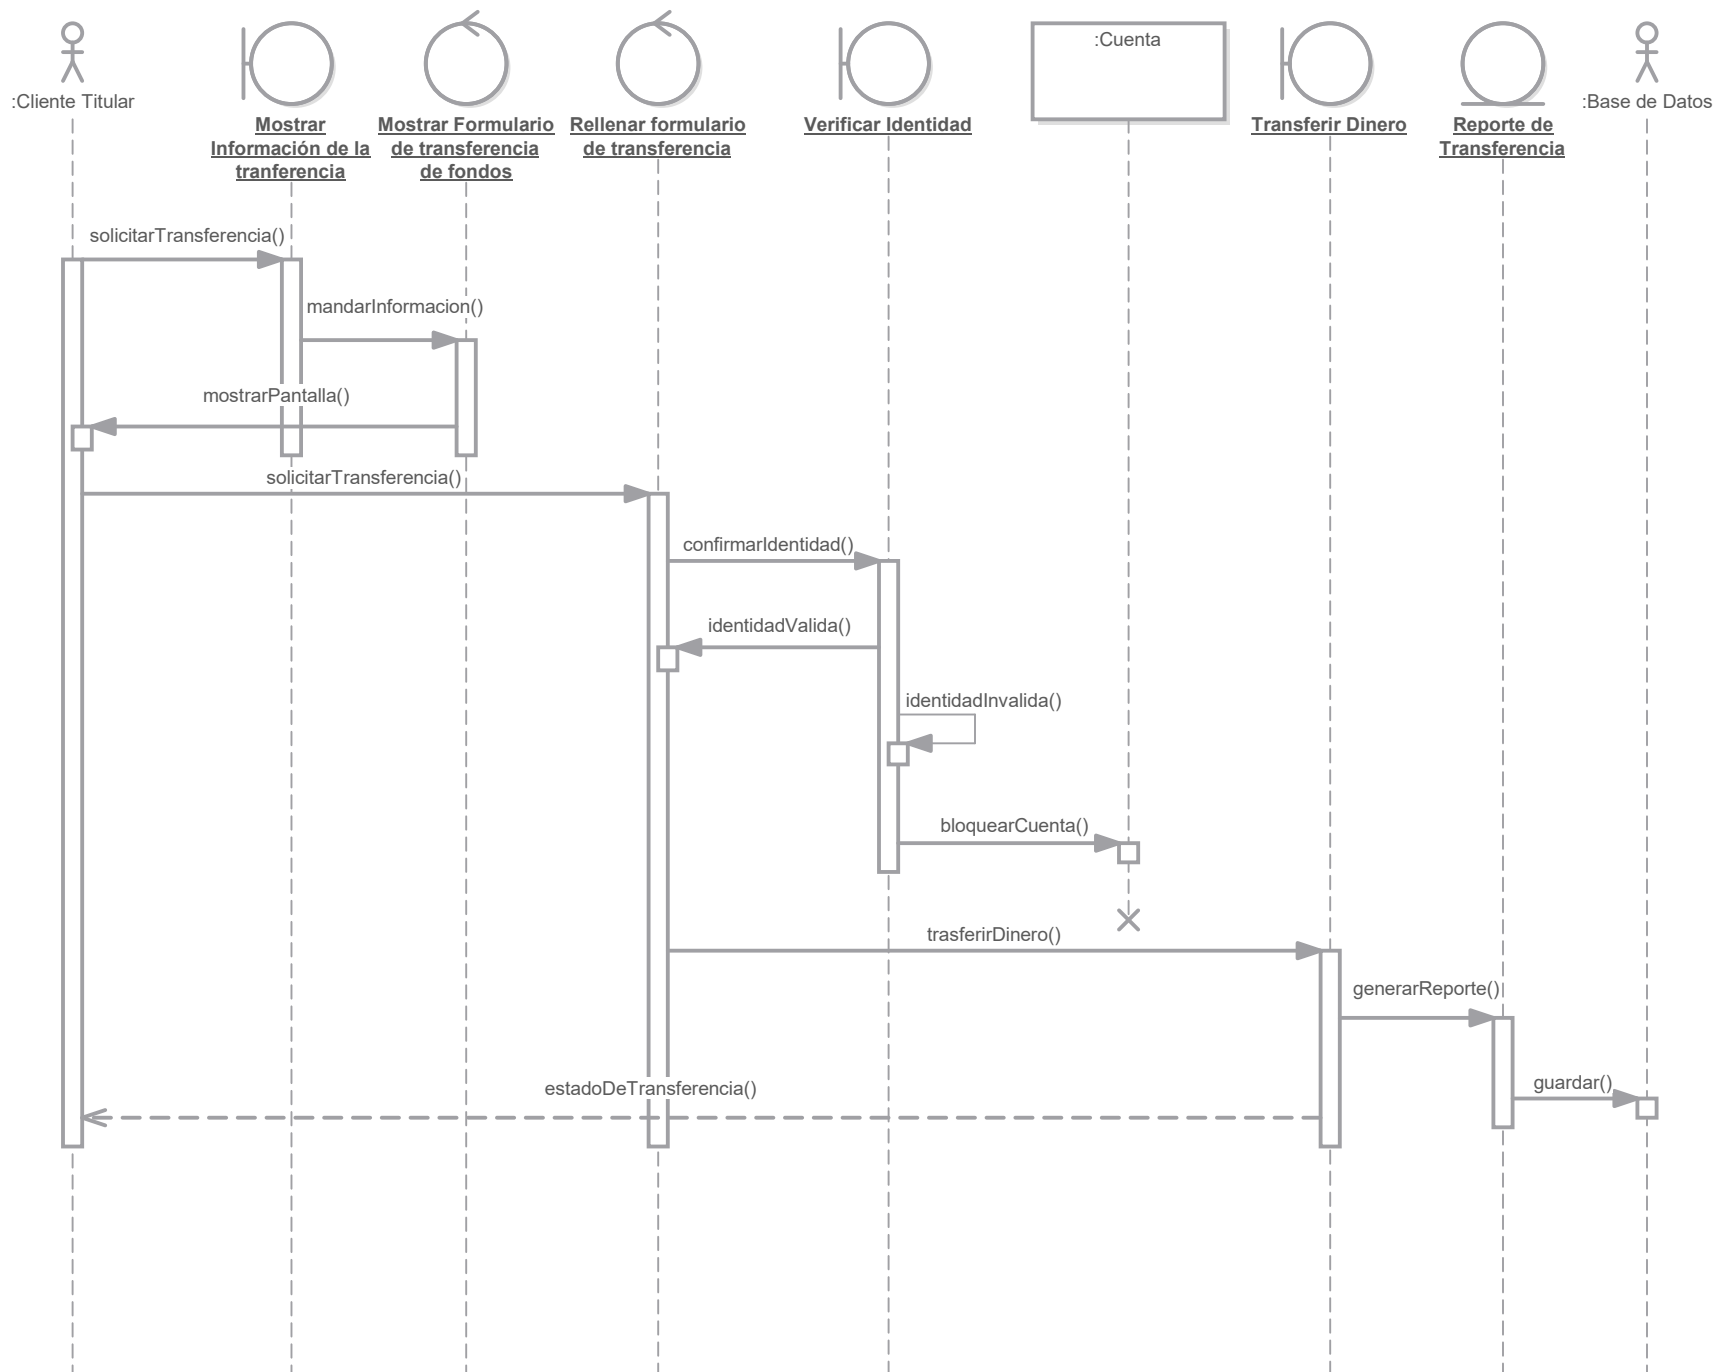 :Cliente Titular
Mostrar
Información de la
tranferencia
Mostrar Formulario
de transferencia
de fondos
Rellenar formulario
de transferencia
Verificar Identidad
:Cuenta
Transferir Dinero
Reporte de
Transferencia
:Base de Datos
solicitarTransferencia()
mandarInformacion()
mostrarPantalla()
solicitarTransferencia()
confirmarIdentidad()
identidadValida()
identidadInvalida()
bloquearCuenta()
trasferirDinero()
generarReporte()
guardar()
estadoDeTransferencia()